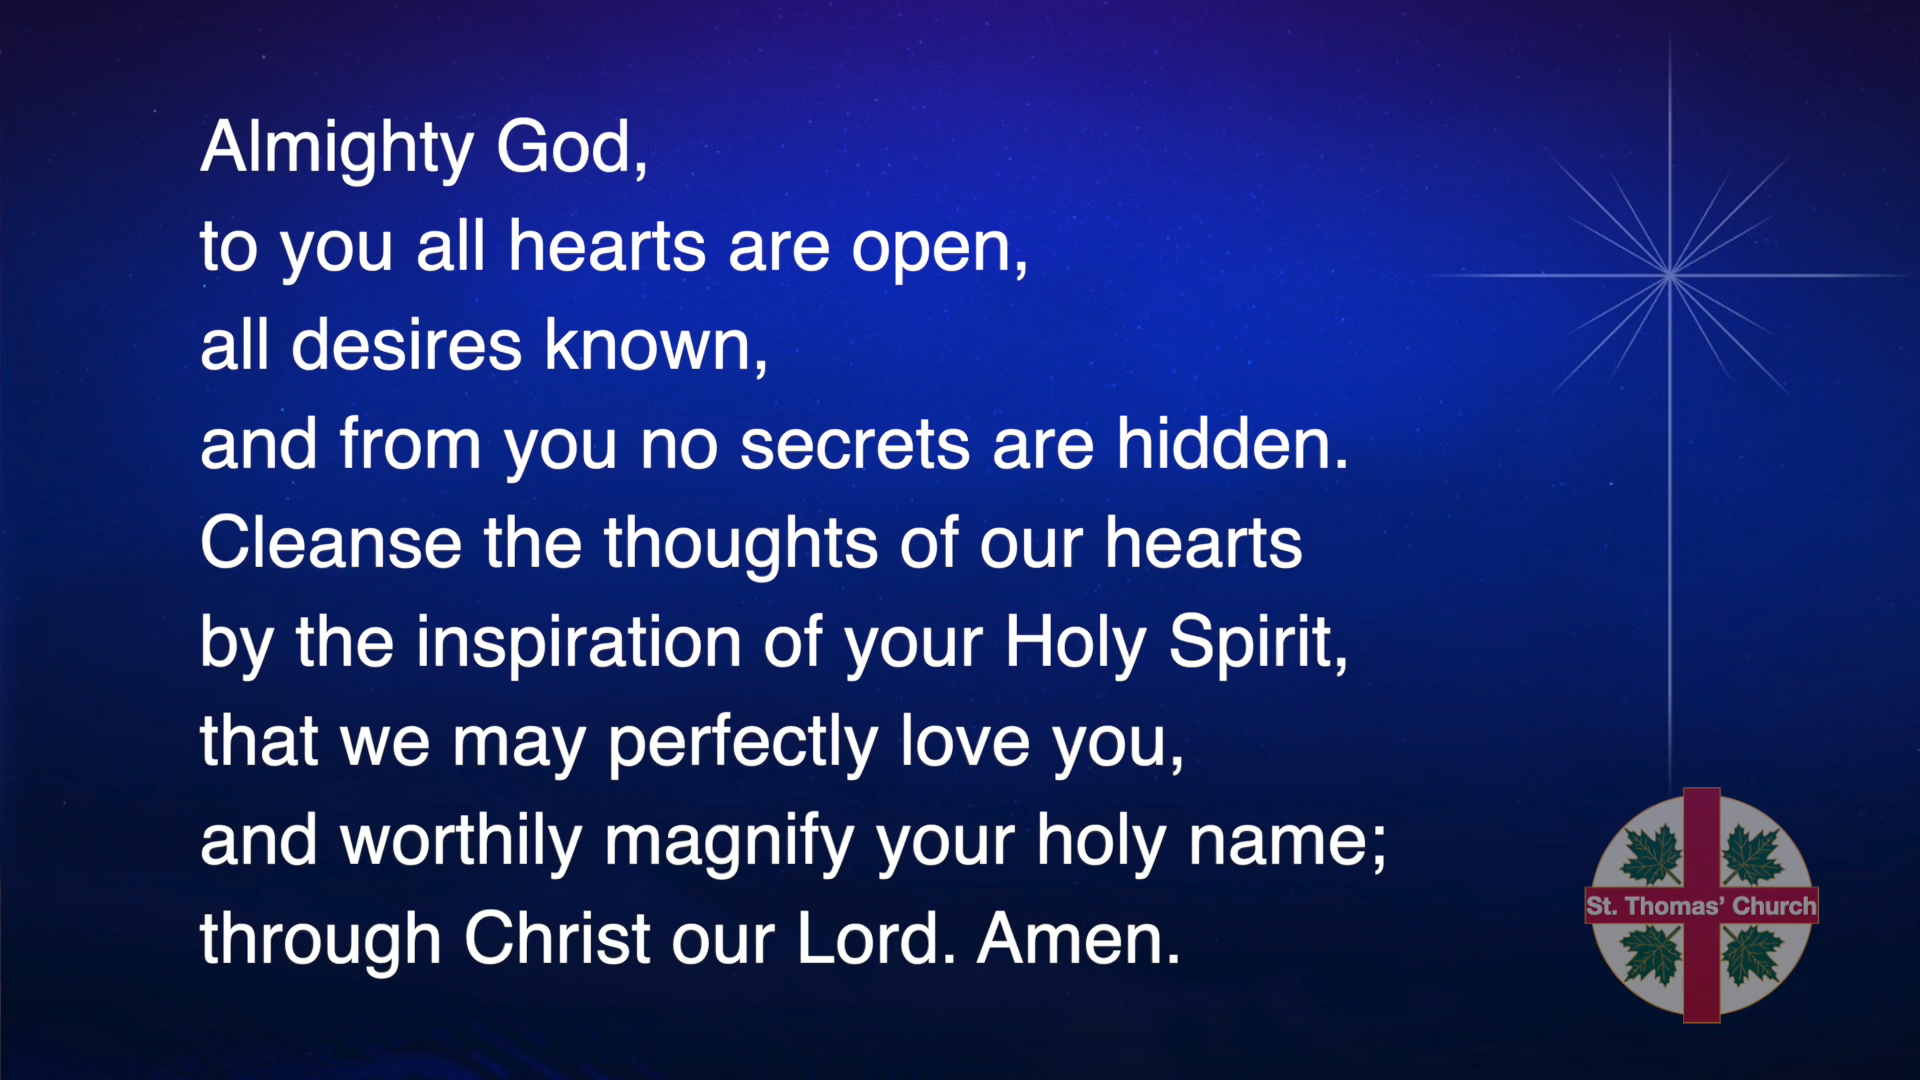 Almighty God,
to you all hearts are open,
all desires known,
and from you no secrets are hidden.
Cleanse the thoughts of our hearts
by the inspiration of your Holy Spirit,
that we may perfectly love you,
and worthily magnify your holy name;
through Christ our Lord. Amen.
St. Thomas’ Church